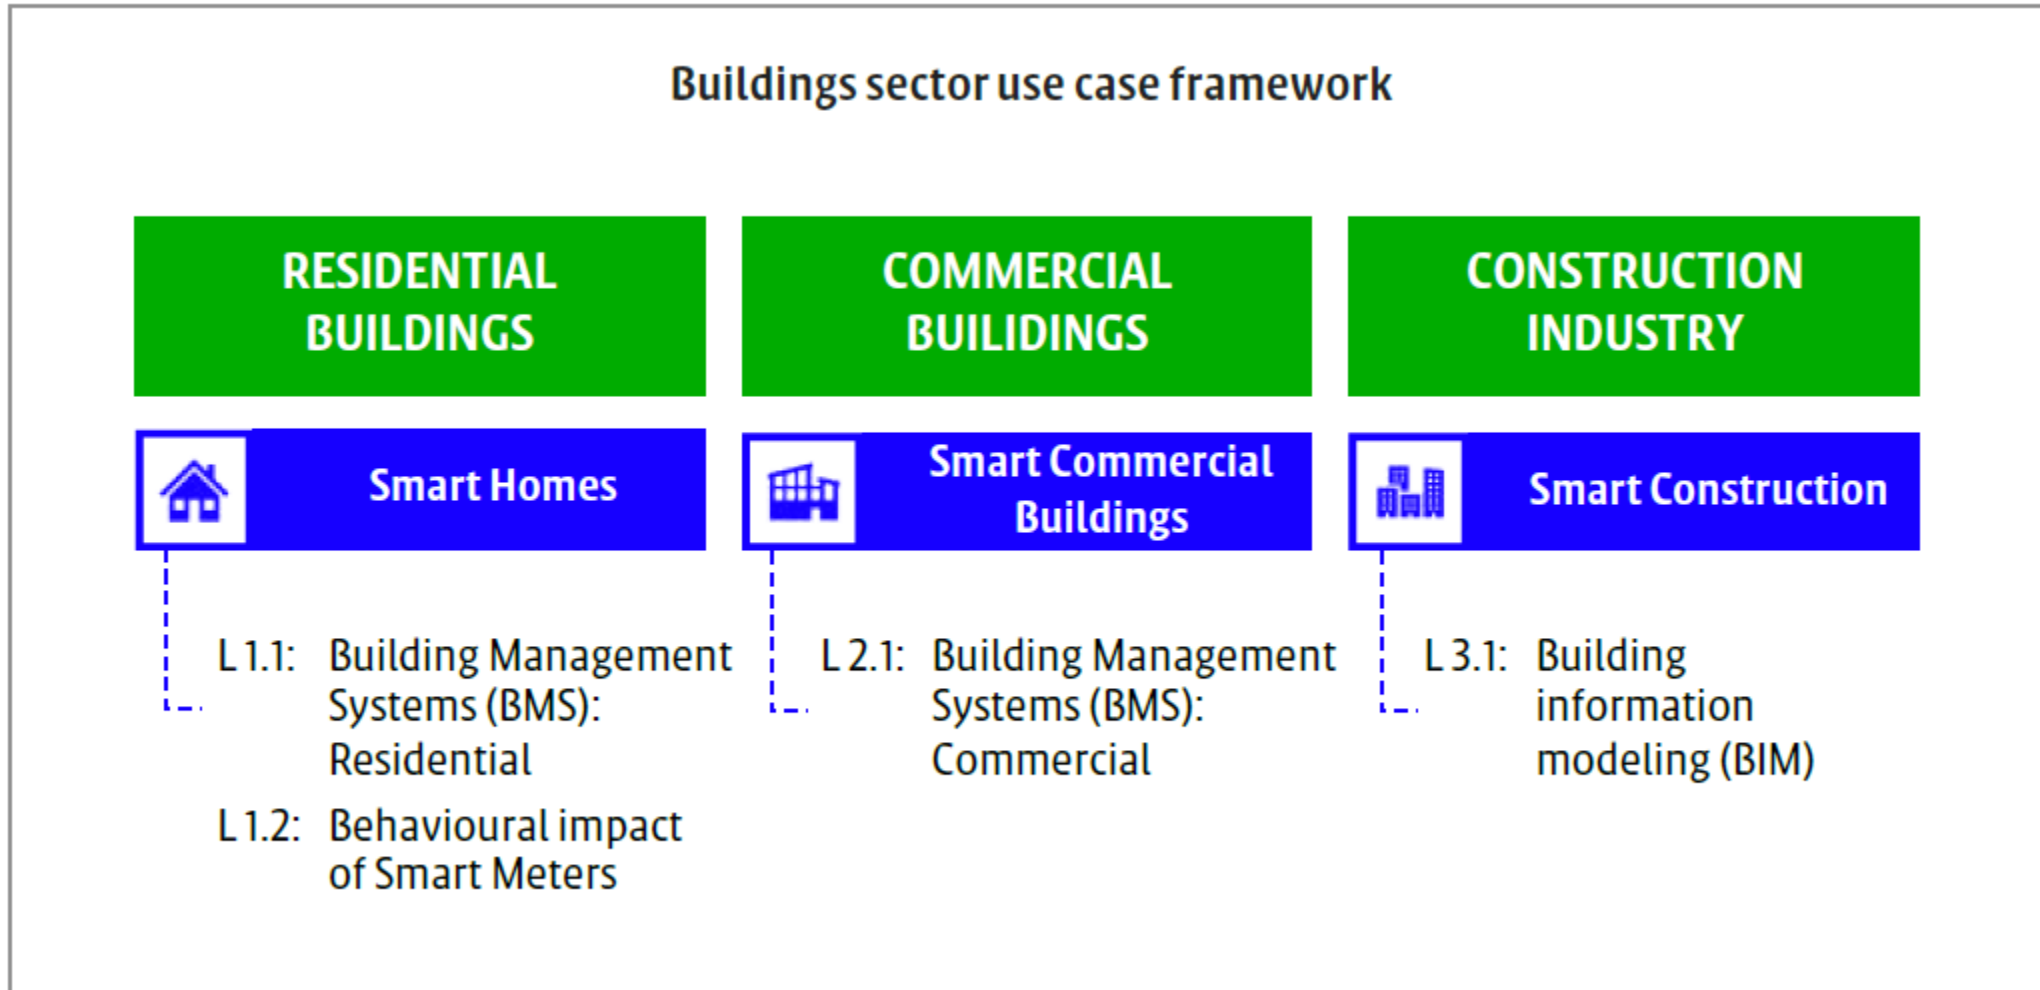 Buildings sector use case framework
RESIDENTIAL
BUILDINGS
COMMERCIAL
BUILIDINGS
CONSTRUCTION
INDUSTRY
Smart Homes
Smart Commercial
Buildings
Smart Construction
L 1.1: Building Management
Systems (BMS):
Residential
L 1.2: Behavioural impact
of Smart Meters
L 2.1: Building Management
Systems (BMS):
Commercial
L 3.1: Building
information
modeling (BIM)